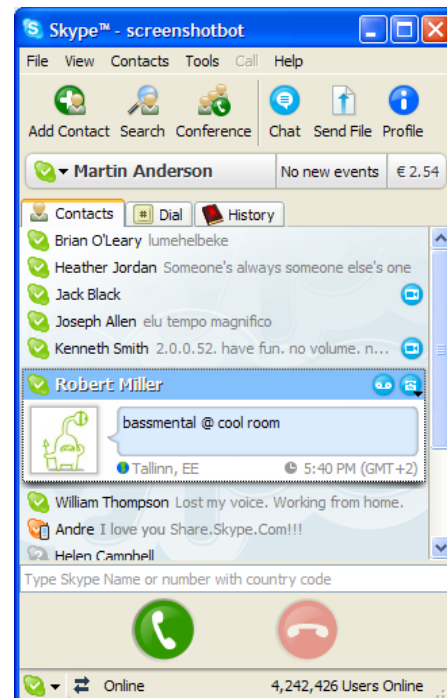 Skype™ - screenshotbot
File View Contacts Tools Call Help
Add Contact Search Conference Chat Send File Profile
Martin Anderson No new events € 2.54
Contacts Dial History
Brian O'Leary lumehelbeke
Heather Jordan Someone's always someone else's one
Jack Black
Joseph Allen elu tempo magnifico
Kenneth Smith 2.0.0.52. have fun. no volume. n...
Robert Miller
bassmental @ cool room
Tallinn, EE 5:40 PM (GMT+2)
William Thompson Lost my voice. Working from home.
Andre I love you Share.Skype.Com!!!
Helen Campbell
Type Skype Name or number with country code
Online 4,242,426 Users Online